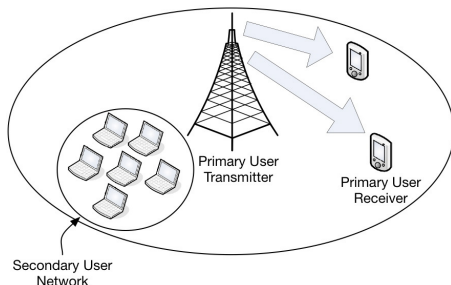 Primary User
Transmitter
Primary User
Receiver
Secondary User
Network